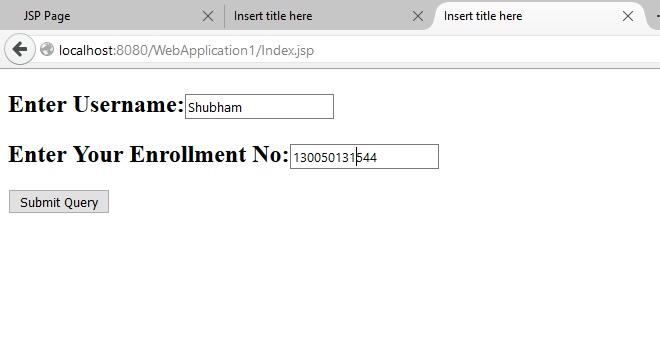 JSP Page Insert title here Insert title here
localhost:8080/WebApplication1/Index.jsp
Enter Username: Shubham
Enter Your Enrollment No: 130050131544
Submit Query